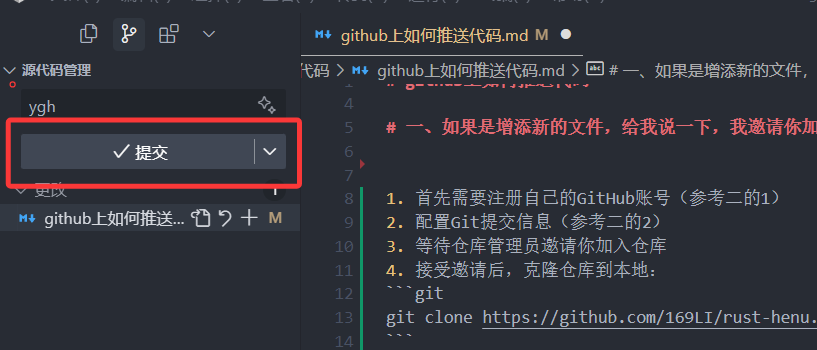 github上如何推送代码.md M
源代码管理
代码 > github上如何推送代码.md > # 一、如果是增添新的文件，
ygh
4
5 # 一、如果是增添新的文件，给我说一下，我邀请你加
6
提交
7
更改 1
8 1. 首先需要注册自己的GitHub账号（参考二的1）
github上如何推送... M
9 2. 配置Git提交信息（参考二的2）
10 3. 等待仓库管理员邀请你加入仓库
11 4. 接受邀请后，克隆仓库到本地：
12 ```git
13 git clone https://github.com/169LI/rust-henu.
14 ```